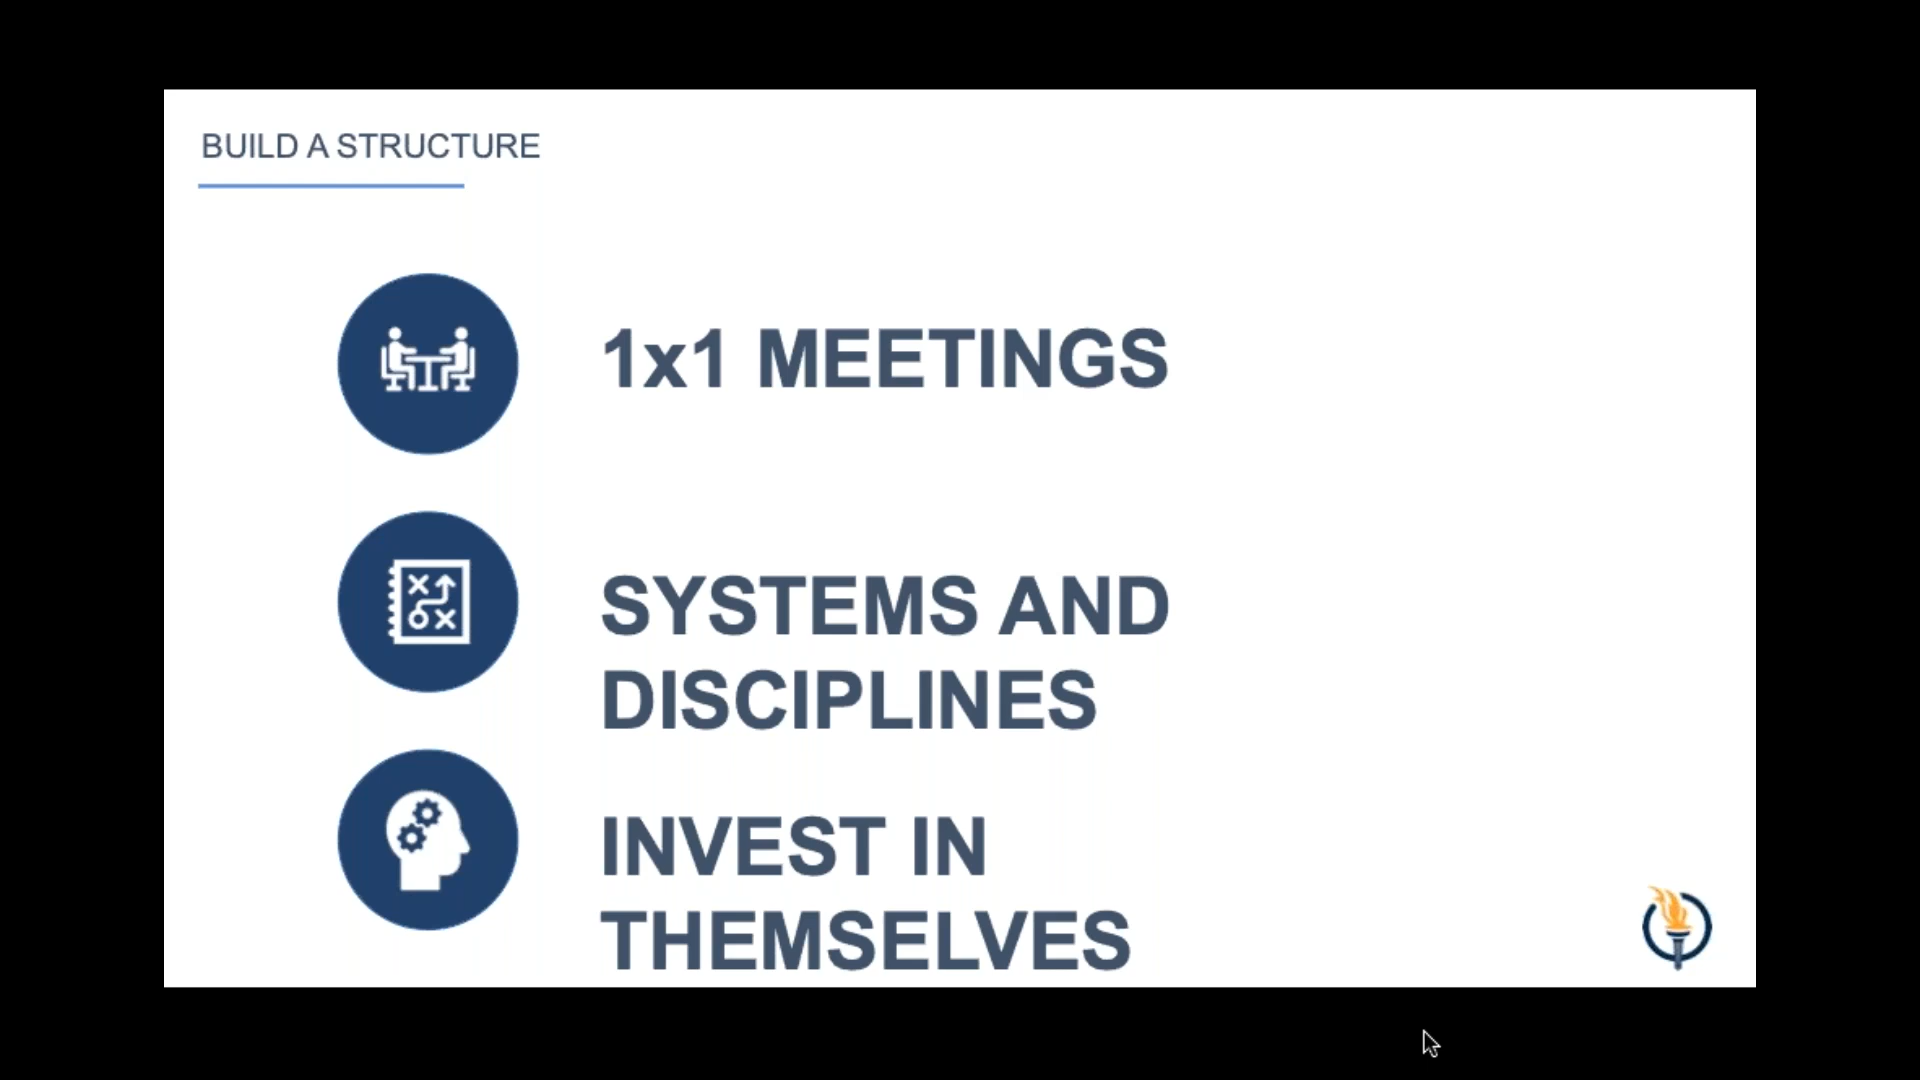 BUILD A STRUCTURE
1x1 MEETINGS
SYSTEMS AND
DISCIPLINES
INVEST IN
THEMSELVES